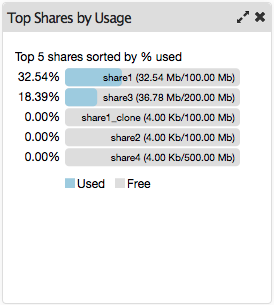 Top Shares by Usage
Top 5 shares sorted by % used
32.54% share1 (32.54 Mb/100.00 Mb)
18.39% share3 (36.78 Mb/200.00 Mb)
0.00% share1_clone (4.00 Kb/100.00 Mb)
0.00% share2 (4.00 Kb/100.00 Mb)
0.00% share4 (4.00 Kb/500.00 Mb)
Used Free